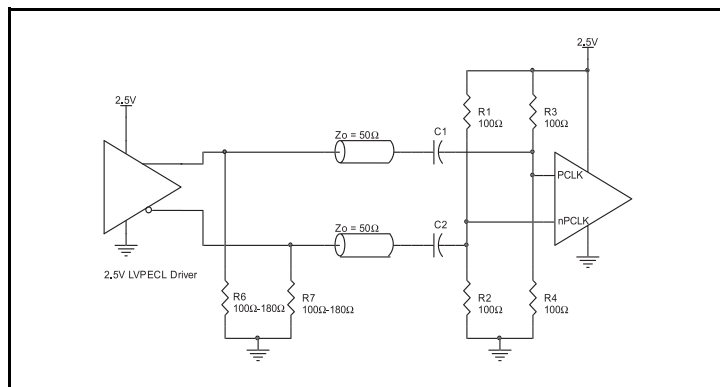 2.5V
2.5V
R1
100Ω
R3
100Ω
Zo = 50Ω
C1
PCLK
nPCLK
Zo = 50Ω
C2
2.5V LVPECL Driver
R6
100Ω-180Ω
R7
100Ω-180Ω
R2
100Ω
R4
100Ω